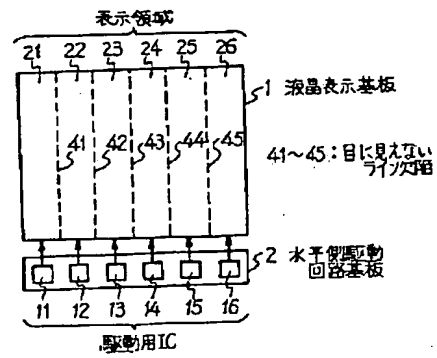 表示領域
21 22 23 24 25 26
1 液晶表示基板
41 42 43 44 45
41～45：目に見えない
ライン欠陥
2 水平側駆動
回路基板
11 12 13 14 15 16
駆動用IC